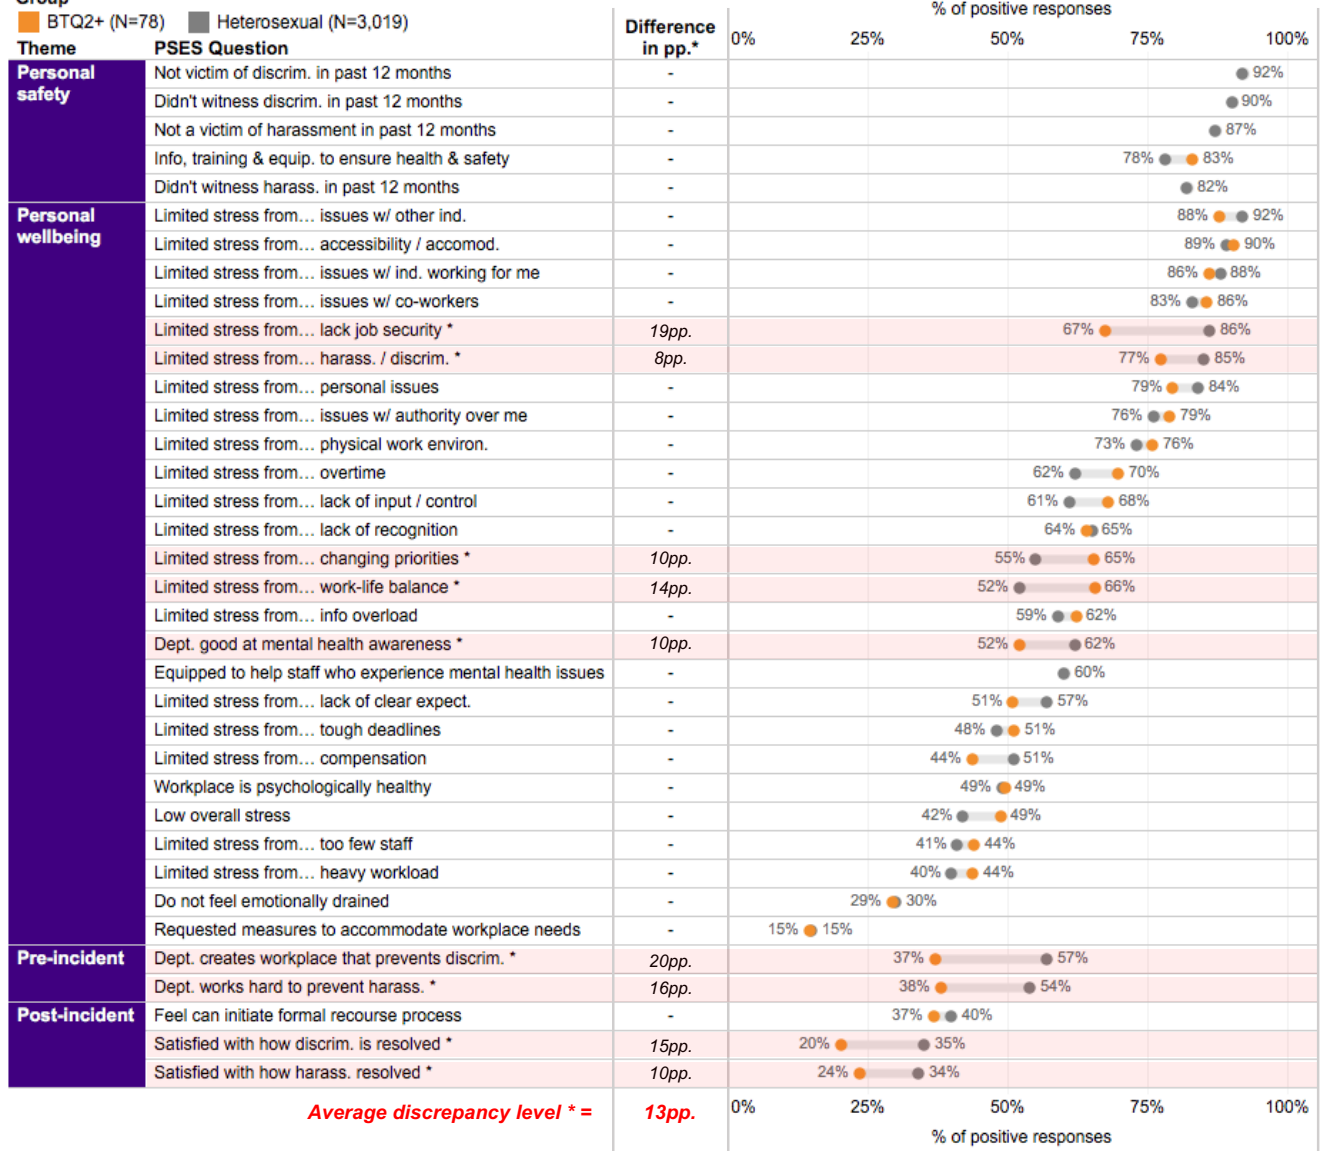 Group
BTQ2+ (N=78) Heterosexual (N=3,019)
Theme PSES Question Difference in pp.* % of positive responses
0% 25% 50% 75% 100%
Personal safety
Not victim of discrim. in past 12 months - 92%
Didn't witness discrim. in past 12 months - 90%
Not a victim of harassment in past 12 months - 87%
Info, training & equip. to ensure health & safety - 78% 83%
Didn't witness harass. in past 12 months - 82%
Personal wellbeing
Limited stress from... issues w/ other ind. - 88% 92%
Limited stress from... accessibility / accomod. - 89% 90%
Limited stress from... issues w/ ind. working for me - 86% 88%
Limited stress from... issues w/ co-workers - 83% 86%
Limited stress from... lack job security * 19pp. 67% 86%
Limited stress from... harass. / discrim. * 8pp. 77% 85%
Limited stress from... personal issues - 79% 84%
Limited stress from... issues w/ authority over me - 76% 79%
Limited stress from... physical work environ. - 73% 76%
Limited stress from... overtime - 62% 70%
Limited stress from... lack of input / control - 61% 68%
Limited stress from... lack of recognition - 64% 65%
Limited stress from... changing priorities * 10pp. 55% 65%
Limited stress from... work-life balance * 14pp. 52% 66%
Limited stress from... info overload - 59% 62%
Dept. good at mental health awareness * 10pp. 52% 62%
Equipped to help staff who experience mental health issues - 60%
Limited stress from... lack of clear expect. - 51% 57%
Limited stress from... tough deadlines - 48% 51%
Limited stress from... compensation - 44% 51%
Workplace is psychologically healthy - 49% 49%
Low overall stress - 42% 49%
Limited stress from... too few staff - 41% 44%
Limited stress from... heavy workload - 40% 44%
Do not feel emotionally drained - 29% 30%
Requested measures to accommodate workplace needs - 15% 15%
Pre-incident
Dept. creates workplace that prevents discrim. * 20pp. 37% 57%
Dept. works hard to prevent harass. * 16pp. 38% 54%
Post-incident
Feel can initiate formal recourse process - 37% 40%
Satisfied with how discrim. is resolved * 15pp. 20% 35%
Satisfied with how harass. resolved * 10pp. 24% 34%
Average discrepancy level * = 13pp.
0% 25% 50% 75% 100%
% of positive responses